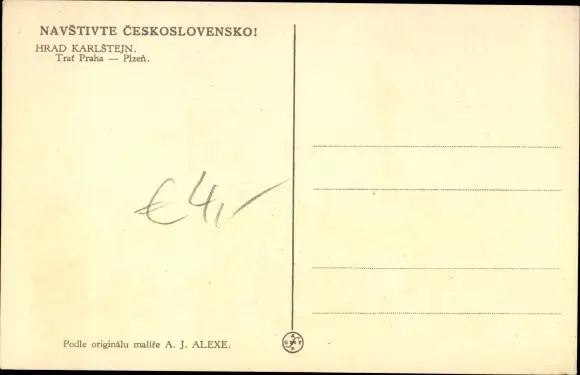 NAVŠTIVTE ČESKOSLOVENSKO!
HRAD KARLŠTEJN.
Trať Praha — Plzeň.
€4,-
Podle originálu malíře A. J. ALEXE.